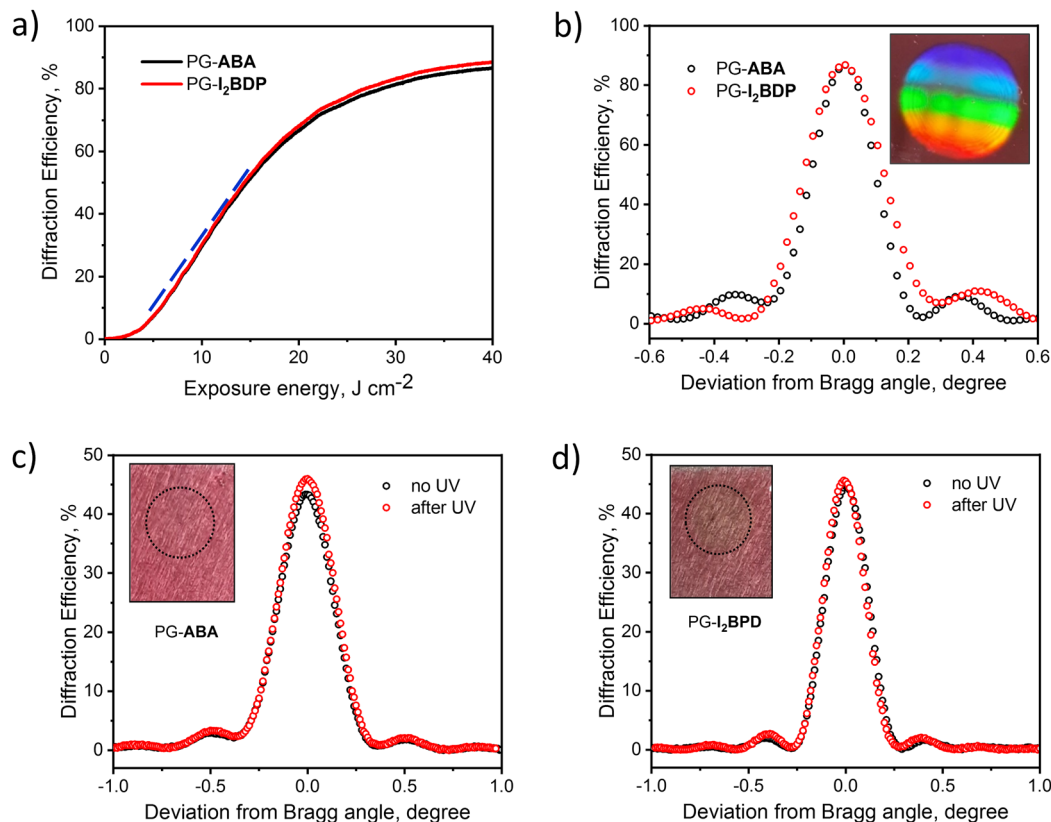 a)
PG-ABA
PG-I₂BDP
Diffraction Efficiency, %
100
80
60
40
20
0
0 10 20 30 40
Exposure energy, J cm⁻²
b)
PG-ABA
PG-I₂BDP
Diffraction Efficiency, %
100
80
60
40
20
0
-0.6 -0.4 -0.2 0.0 0.2 0.4 0.6
Deviation from Bragg angle, degree
c)
no UV
after UV
PG-ABA
Diffraction Efficiency, %
50
40
30
20
10
0
-1.0 -0.5 0.0 0.5 1.0
Deviation from Bragg angle, degree
d)
no UV
after UV
PG-I₂BPD
Diffraction Efficiency, %
50
40
30
20
10
0
-1.0 -0.5 0.0 0.5 1.0
Deviation from Bragg angle, degree